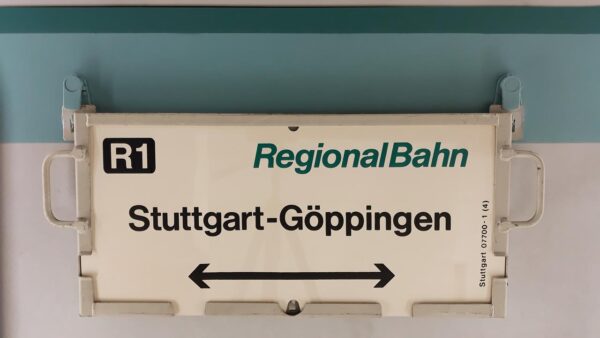 R1 RegionalBahn
Stuttgart-Göppingen
Stuttgart 07700-1 (4)